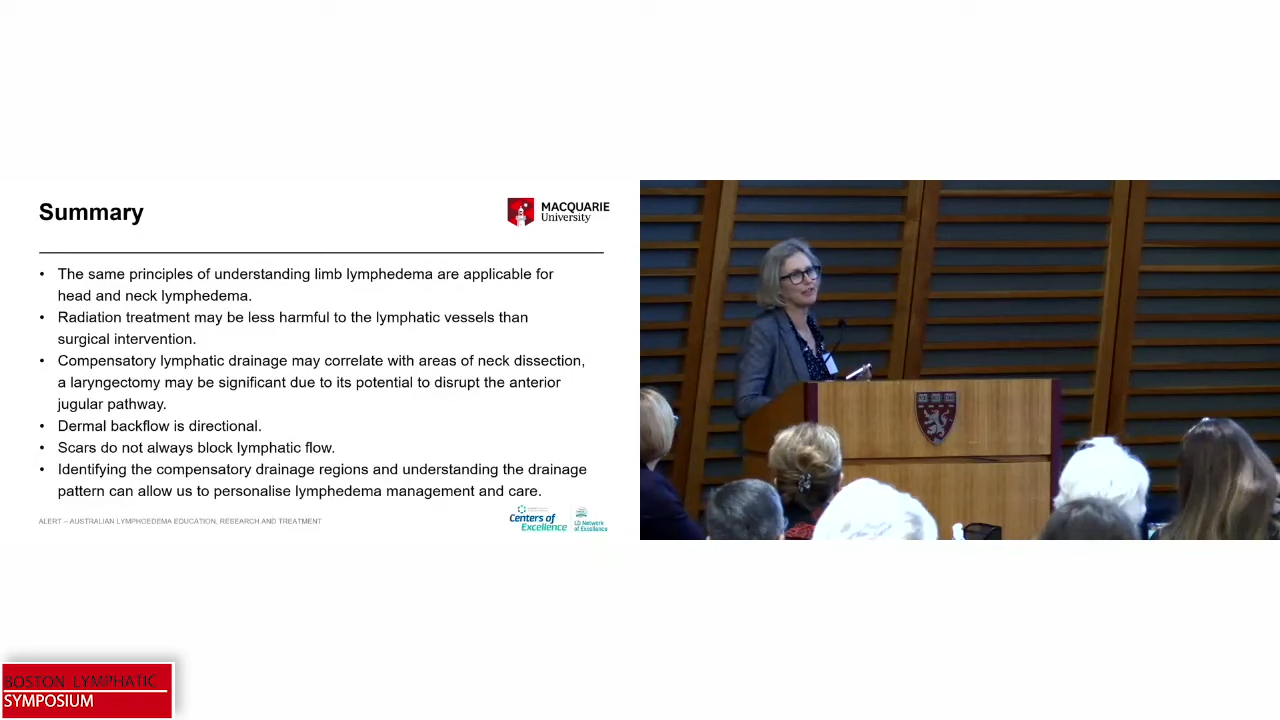 Summary
MACQUARIE
University
• The same principles of understanding limb lymphedema are applicable for
head and neck lymphedema.
• Radiation treatment may be less harmful to the lymphatic vessels than
surgical intervention.
• Compensatory lymphatic drainage may correlate with areas of neck dissection,
a laryngectomy may be significant due to its potential to disrupt the anterior
jugular pathway.
• Dermal backflow is directional.
• Scars do not always block lymphatic flow.
• Identifying the compensatory drainage regions and understanding the drainage
pattern can allow us to personalise lymphedema management and care.
ALERT – AUSTRALIAN LYMPHOEDEMA EDUCATION, RESEARCH AND TREATMENT
Centers of
Excellence
LD Network
of Excellence
BOSTON LYMPHATIC
SYMPOSIUM